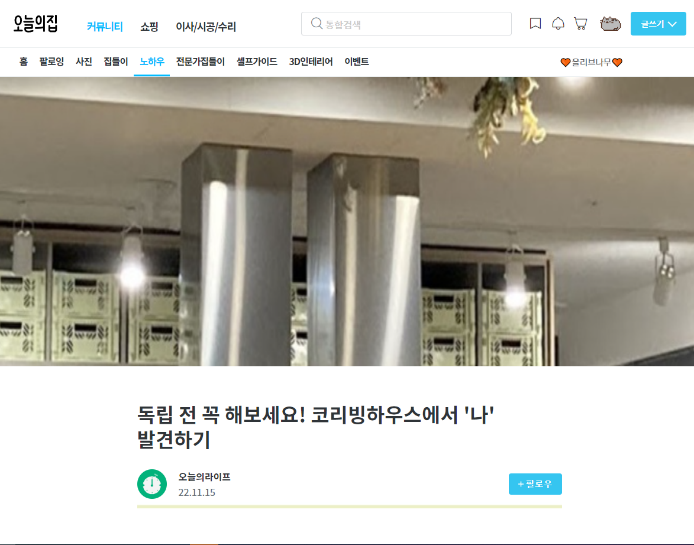 오늘의집 커뮤니티 쇼핑 이사/시공/수리 통합검색 글쓰기
홈 팔로잉 사진 집들이 노하우 전문가집들이 셀프가이드 3D인테리어 이벤트 올리브나무
독립 전 꼭 해보세요! 코리빙하우스에서 '나'
발견하기
오늘의라이프
22.11.15
+ 팔로우